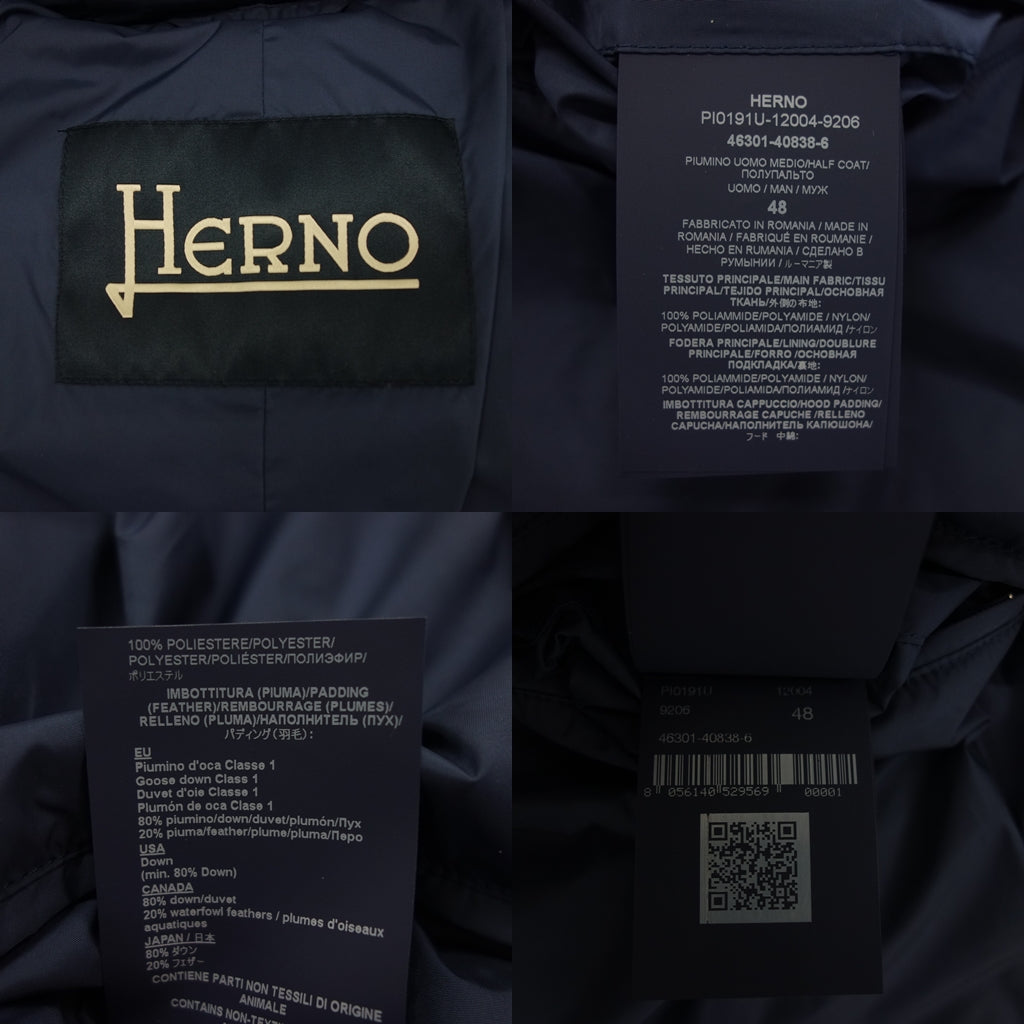 HERNO
HERNO
PI0191U-12004-9206
46301-40838-6
PIUMINO UOMO MEDIO/HALF COAT/
ПОЛУПАЛЬТО
UOMO / MAN / МУЖ
48
FABBRICATO IN ROMANIA / MADE IN
ROMANIA / FABRIQUÉ EN ROUMANIE /
HECHO EN RUMANIA / СДЕЛАНО В
РУМЫНИИ / ルーマニア製
TESSUTO PRINCIPALE/MAIN FABRIC/TISSU
PRINCIPAL/TEJIDO PRINCIPAL/ОСНОВНАЯ
ТКАНЬ/外側の布地:
100% POLIAMMIDE/POLYAMIDE / NYLON/
POLYAMIDE/POLIAMIDA/ПОЛИАМИД /ナイロン
FODERA PRINCIPALE/LINING/DOUBLURE
PRINCIPALE/FORRO /ОСНОВНАЯ
ПОДКЛАДКА/裏地:
100% POLIAMMIDE/POLYAMIDE / NYLON/
POLYAMIDE/POLIAMIDA/ПОЛИАМИД /ナイロン
IMBOTTITURA CAPPUCCIO/HOOD PADDING/
REMBOURRAGE CAPUCHE /RELLENO
CAPUCHA/НАПОЛНИТЕЛЬ КАПЮШОНА/
フード 中綿:
100% POLIESTERE/POLYESTER/
POLYESTER/POLIÉSTER/ПОЛИЭФИР/
ポリエステル
IMBOTTITURA (PIUMA)/PADDING
(FEATHER)/REMBOURRAGE (PLUMES)/
RELLENO (PLUMA)/НАПОЛНИТЕЛЬ (ПУХ)/
パディング(羽毛):
EU
Piumino d'oca Classe 1
Goose down Class 1
Duvet d'oie Classe 1
Plumón de oca Classe 1
80% piumino/down/duvet/plumón/Пух
20% piuma/feather/plume/pluma/Перо
USA
Down
(min. 80% Down)
CANADA
80% down/duvet
20% waterfowl feathers / plumes d'oiseaux
aquatiques
JAPAN / 日本
80% ダウン
20% フェザー
CONTIENE PARTI NON TESSILI DI ORIGINE
ANIMALE
CONTAINS NON-TEXTI
PI0191U 12004
9206 48
46301-40838-6
8 056140 529569 00001